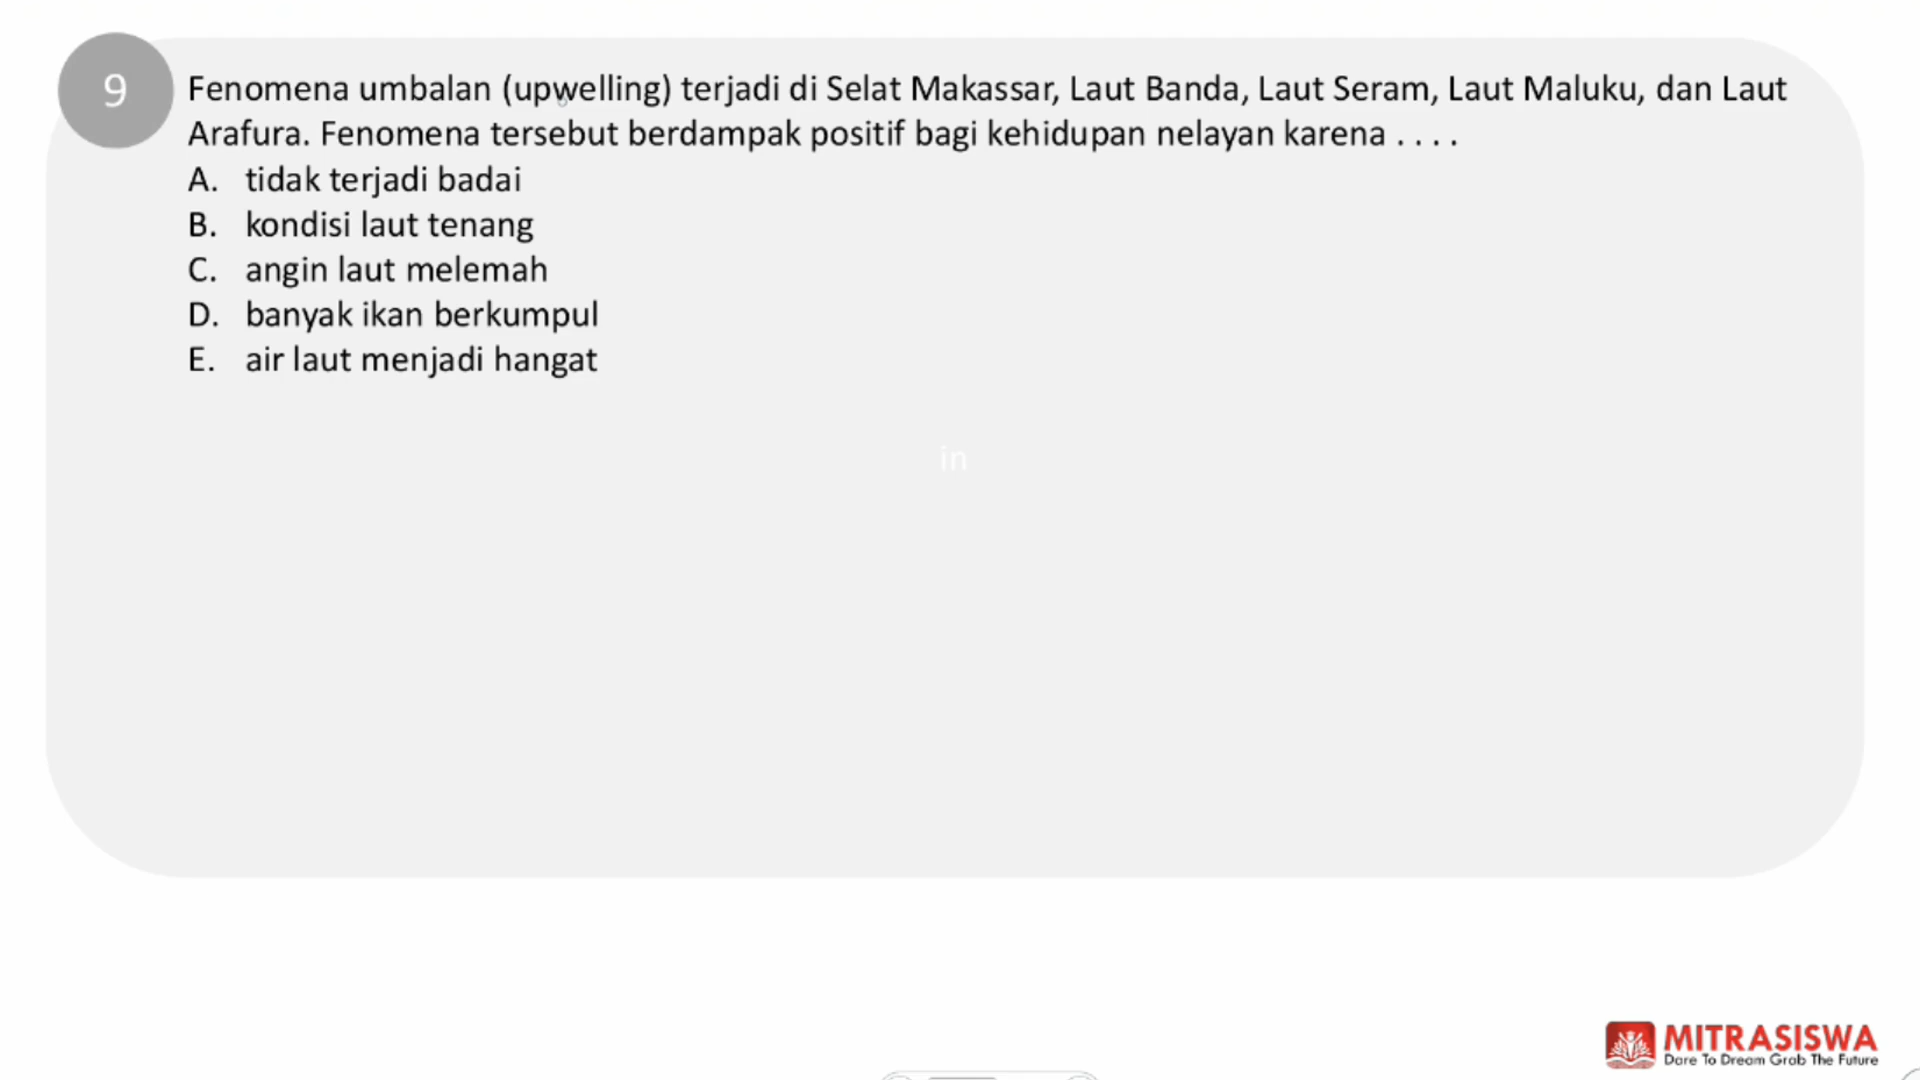 9
Fenomena umbalan (upwelling) terjadi di Selat Makassar, Laut Banda, Laut Seram, Laut Maluku, dan Laut
Arafura. Fenomena tersebut berdampak positif bagi kehidupan nelayan karena . . . .
A. tidak terjadi badai
B. kondisi laut tenang
C. angin laut melemah
D. banyak ikan berkumpul
E. air laut menjadi hangat
in
MITRASISWA
Dare To Dream Grab The Future